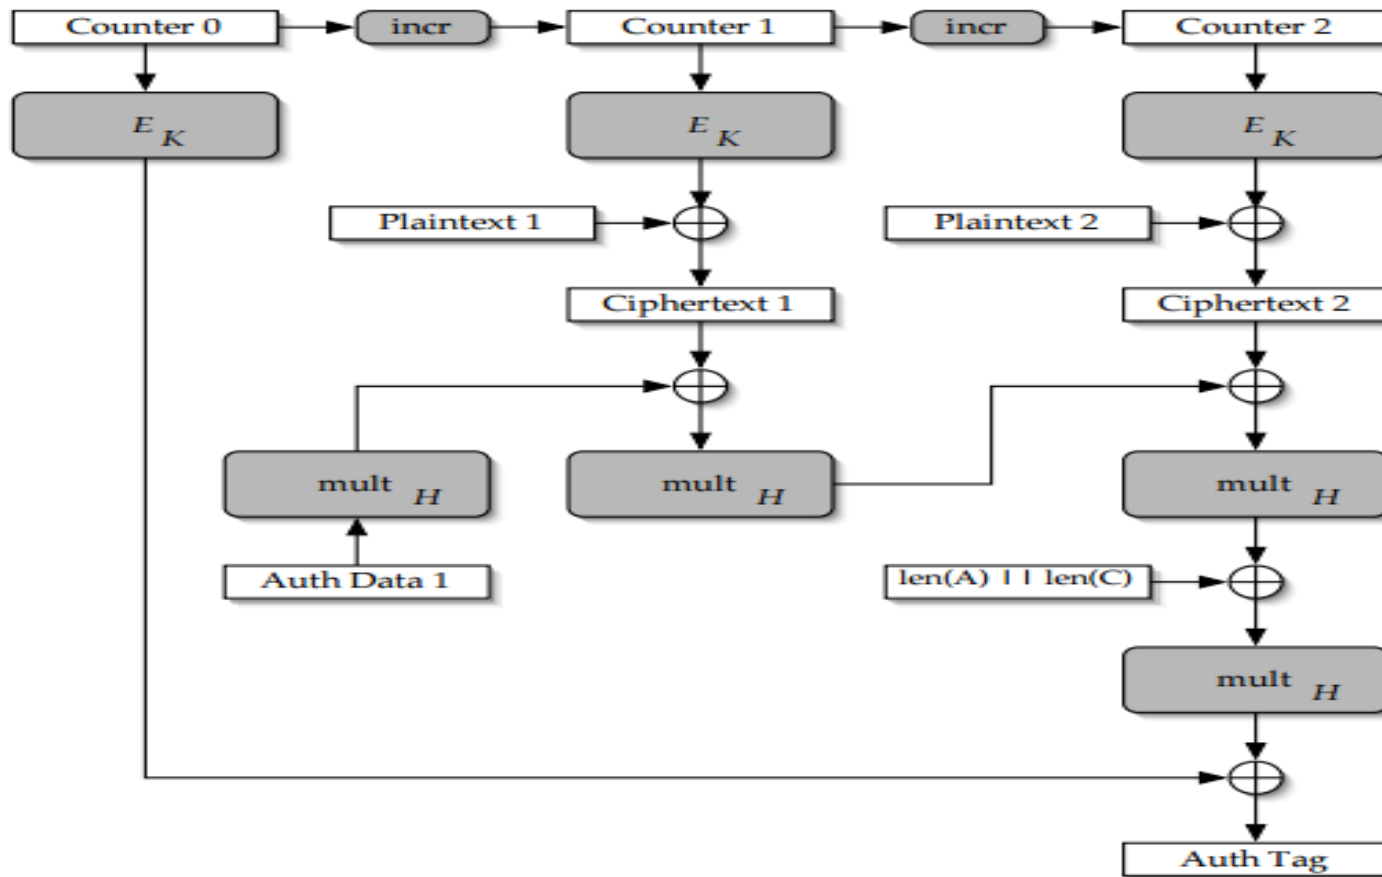 Counter 0
incr
Counter 1
incr
Counter 2
E K
E K
E K
Plaintext 1
Plaintext 2
Ciphertext 1
Ciphertext 2
mult H
mult H
mult H
Auth Data 1
len(A) | | len(C)
mult H
Auth Tag